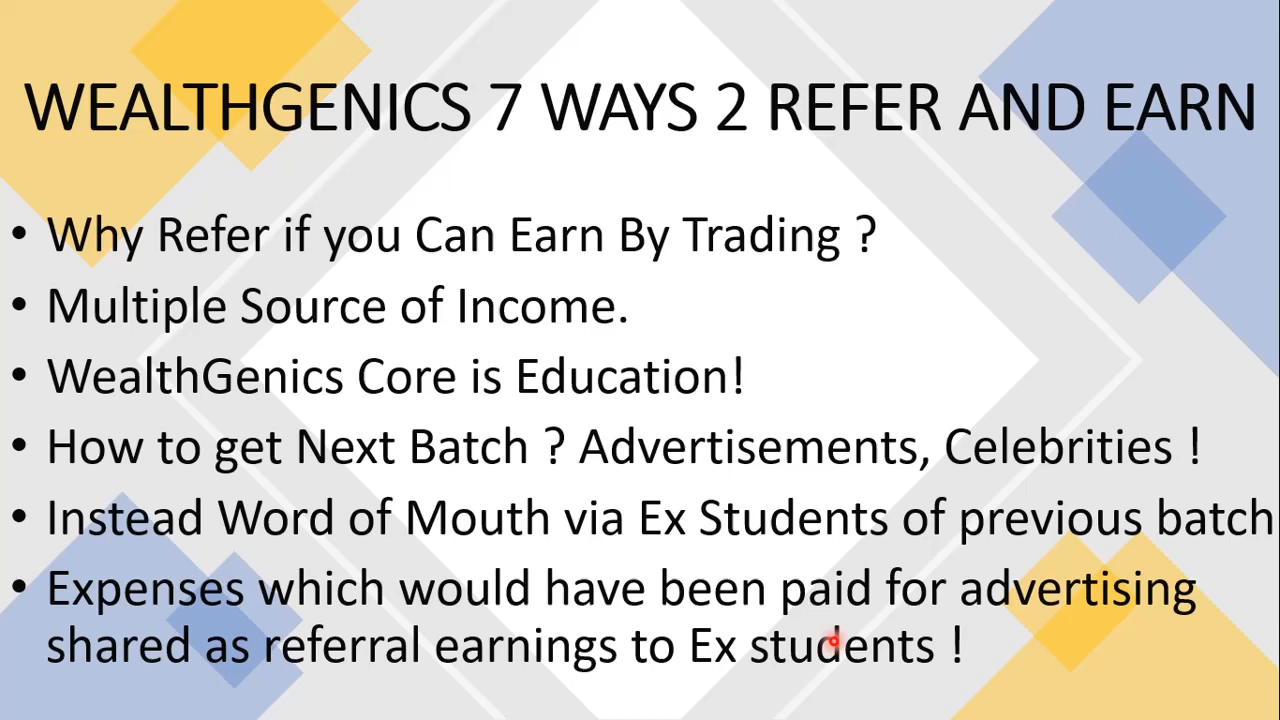 WEALTHGENICS 7 WAYS 2 REFER AND EARN
• Why Refer if you Can Earn By Trading ?
• Multiple Source of Income.
• WealthGenics Core is Education!
• How to get Next Batch ? Advertisements, Celebrities !
• Instead Word of Mouth via Ex Students of previous batch
• Expenses which would have been paid for advertising
shared as referral earnings to Ex students !